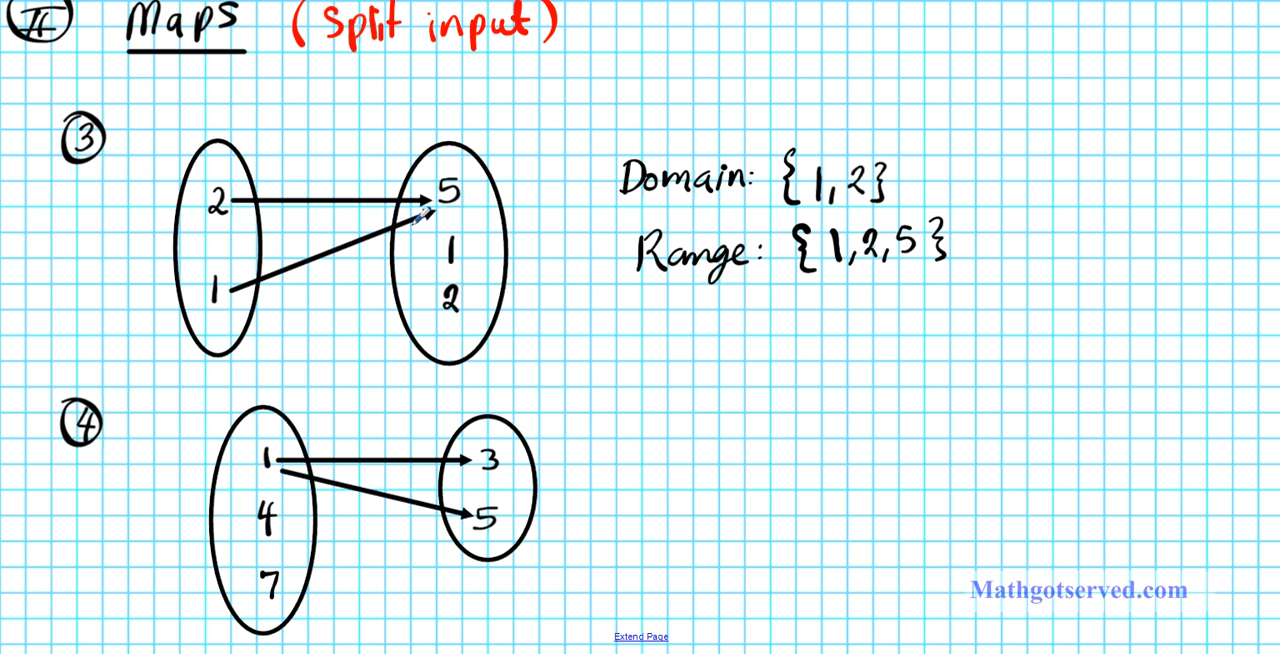 II Maps (split input)
3
2 5
1
1
2
Domain: {1,2}
Range: {1,2,5}
4
1 3
4 5
7
Mathgotserved.com
Extend Page